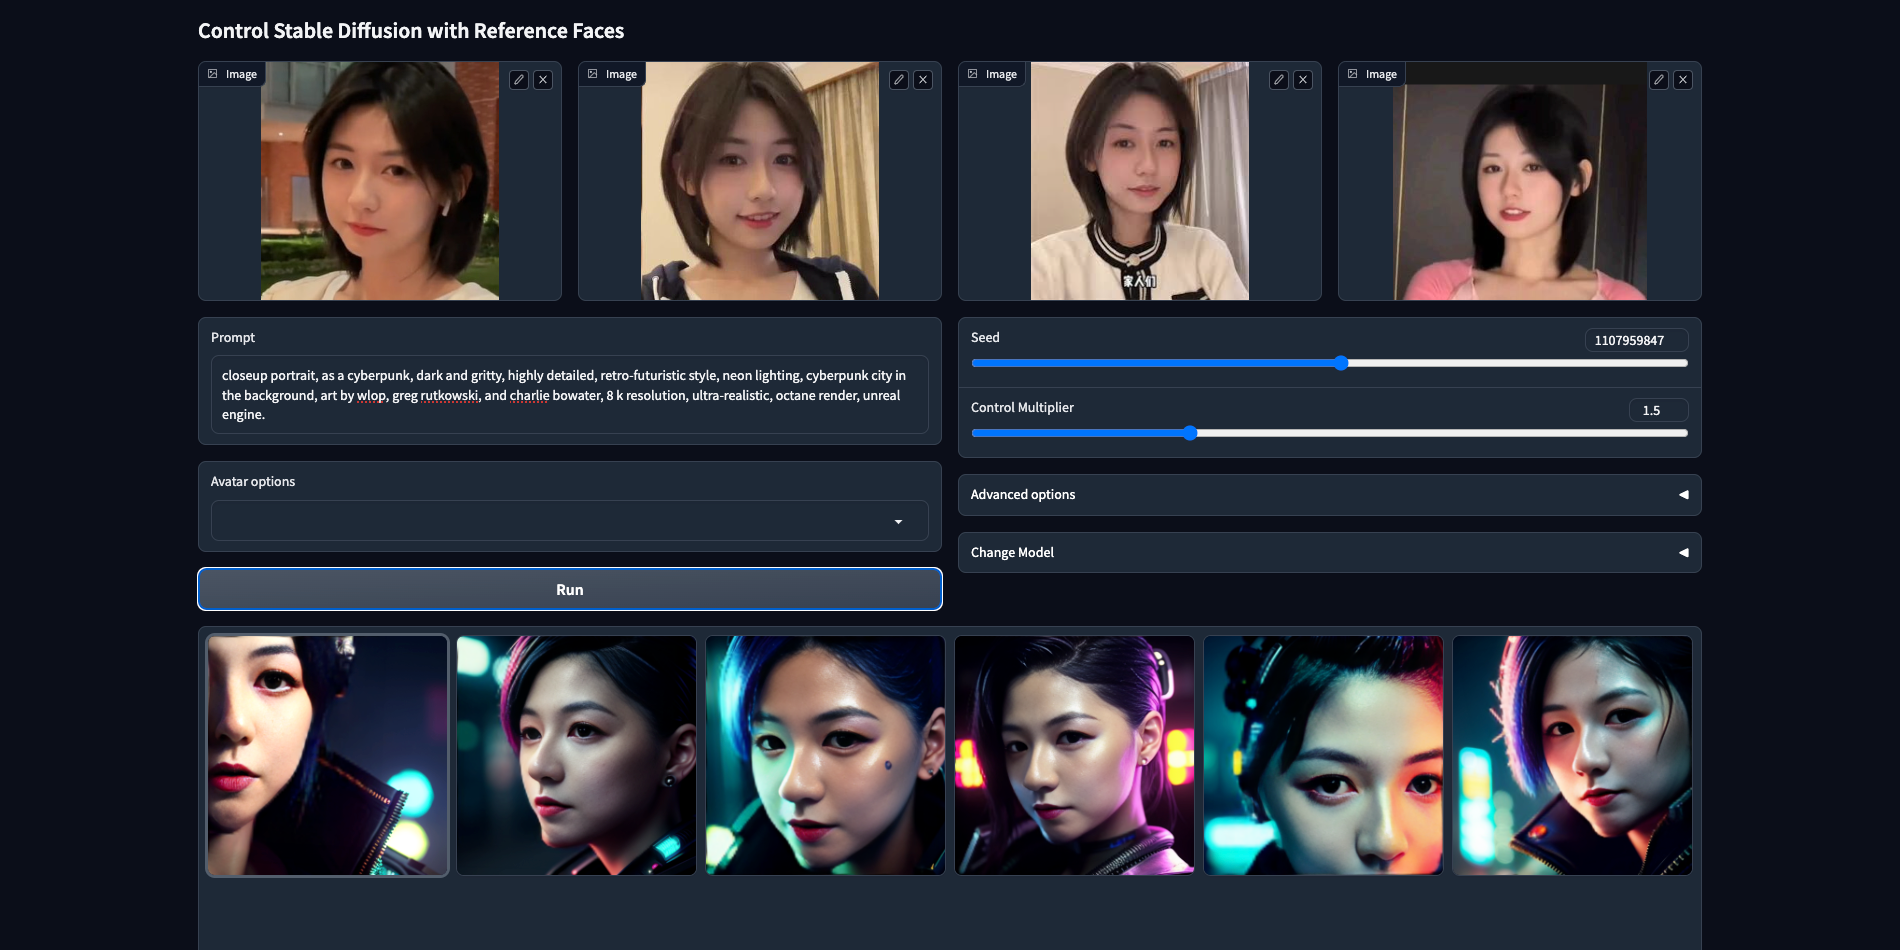 Control Stable Diffusion with Reference Faces
Image
Image
Image
Image
家人们
Prompt
closeup portrait, as a cyberpunk, dark and gritty, highly detailed, retro-futuristic style, neon lighting, cyberpunk city in
the background, art by wlop, greg rutkowski, and charlie bowater, 8 k resolution, ultra-realistic, octane render, unreal
engine.
Seed
1107959847
Control Multiplier
1.5
Avatar options
Advanced options
Change Model
Run